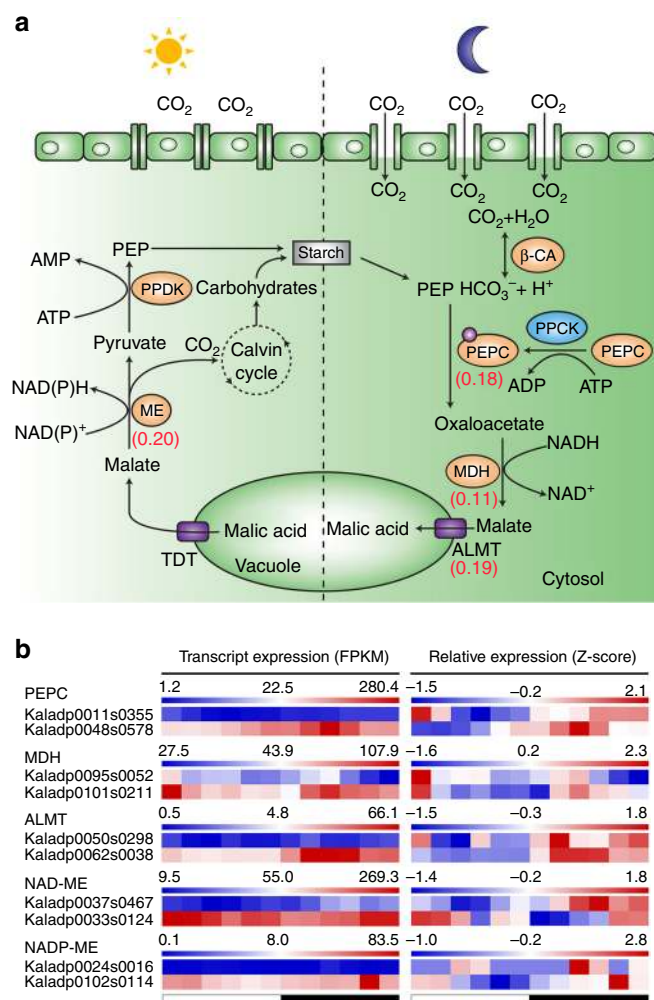 a
CO2 CO2 CO2 CO2 CO2
CO2 CO2 CO2
CO2+H2O
β-CA
AMP PEP Starch
PPDK Carbohydrates PEP HCO3− + H+
ATP
Pyruvate CO2 Calvin cycle
PPCK
PEPC PEPC
(0.18) ADP ATP
NAD(P)H
ME
NAD(P)+ (0.20)
Oxaloacetate
NADH
Malate MDH
(0.11) NAD+
Malic acid Malic acid Malate
TDT Vacuole ALMT
(0.19) Cytosol
b
Transcript expression (FPKM) Relative expression (Z-score)
PEPC 1.2 22.5 280.4 −1.5 −0.2 2.1
Kaladp0011s0355
Kaladp0048s0578
MDH 27.5 43.9 107.9 −1.6 0.2 2.3
Kaladp0095s0052
Kaladp0101s0211
ALMT 0.5 4.8 66.1 −1.5 −0.3 1.8
Kaladp0050s0298
Kaladp0062s0038
NAD-ME 9.5 55.0 269.3 −1.4 −0.2 1.8
Kaladp0037s0467
Kaladp0033s0124
NADP-ME 0.1 8.0 83.5 −1.0 −0.2 2.8
Kaladp0024s0016
Kaladp0102s0114